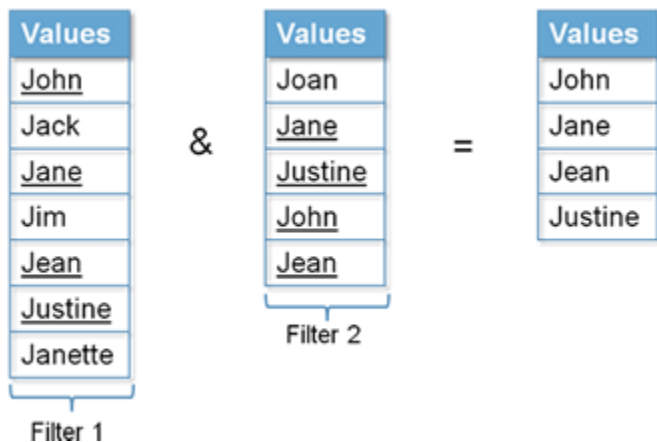 Values
John
Jack
Jane
Jim
Jean
Justine
Janette
Filter 1
&
Values
Joan
Jane
Justine
John
Jean
Filter 2
=
Values
John
Jane
Jean
Justine